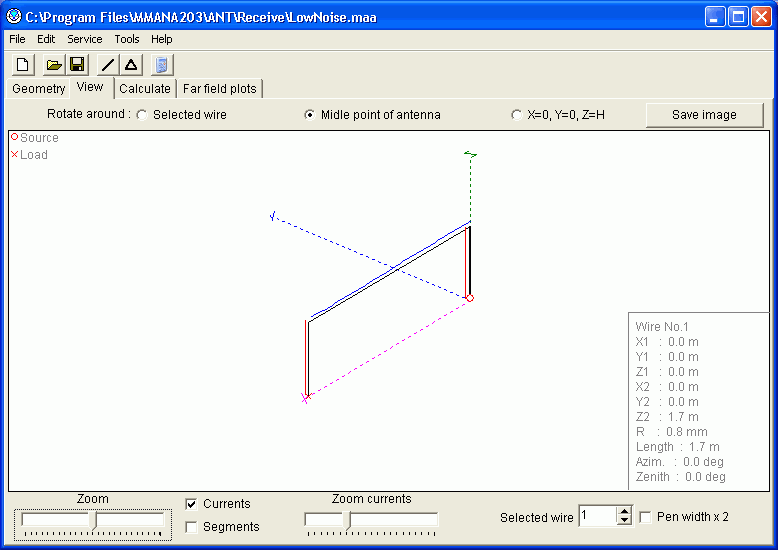 C:\Program Files\MMANA203\ANT\Receive\LowNoise.maa
File Edit Service Tools Help
Geometry View Calculate Far field plots
Rotate around : Selected wire Midle point of antenna X=0, Y=0, Z=H Save image
Source
Load
Z
Y
X
Wire No.1
X1 : 0.0 m
Y1 : 0.0 m
Z1 : 0.0 m
X2 : 0.0 m
Y2 : 0.0 m
Z2 : 1.7 m
R : 0.8 mm
Length : 1.7 m
Azim. : 0.0 deg
Zenith : 0.0 deg
Zoom Currents Zoom currents
Segments Selected wire 1 Pen width x 2